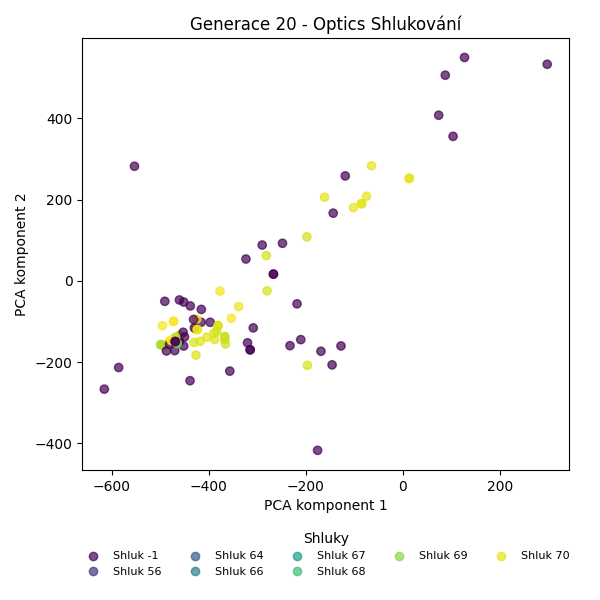 Generace 20 - Optics Shlukování
PCA komponent 2
400
200
0
−200
−400
−600
−400
−200
0
200
PCA komponent 1
Shluky
Shluk -1
Shluk 64
Shluk 67
Shluk 69
Shluk 70
Shluk 56
Shluk 66
Shluk 68